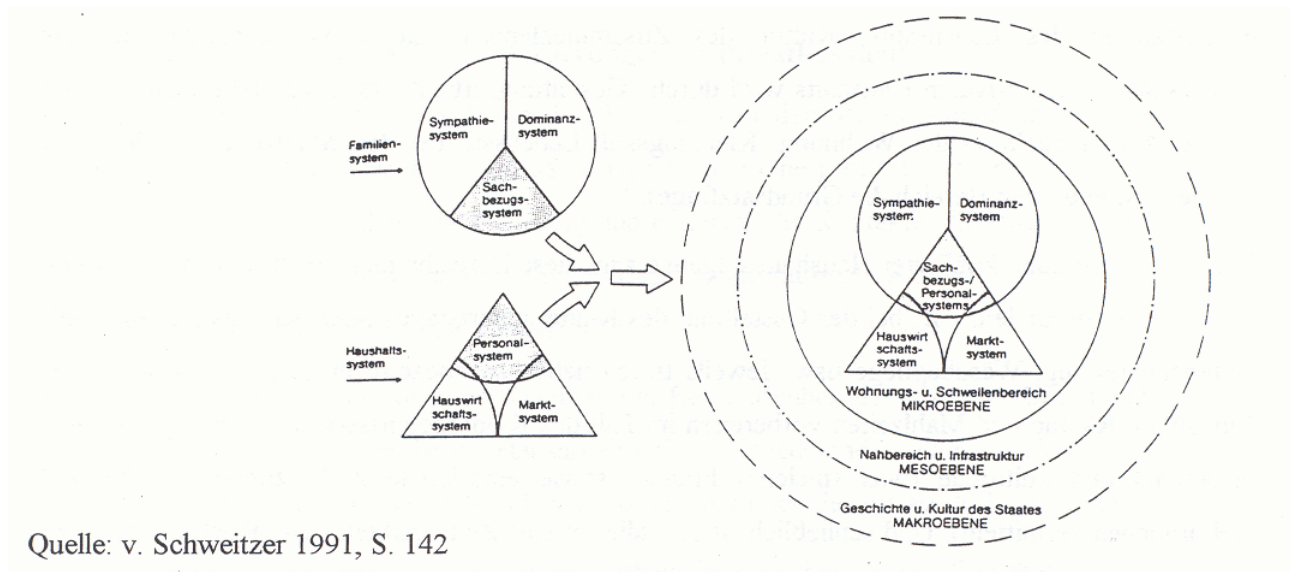 Sympathie-
system
Dominanz-
system
Familien-
system
Sach-
bezugs-
system
Haushalts-
system
Personal-
system
Hauswirt
schafts-
system
Markt-
system
Sympathie-
system
Dominanz-
system
Sach-
bezugs-/
Personal-
systems
Hauswirt
schafts-
system
Markt-
system
Wohnungs- u. Schwellenbereich
MIKROEBENE
Nahbereich u. Infrastruktur
MESOEBENE
Geschichte u. Kultur des Staates
MAKROEBENE
Quelle: v. Schweitzer 1991, S. 142